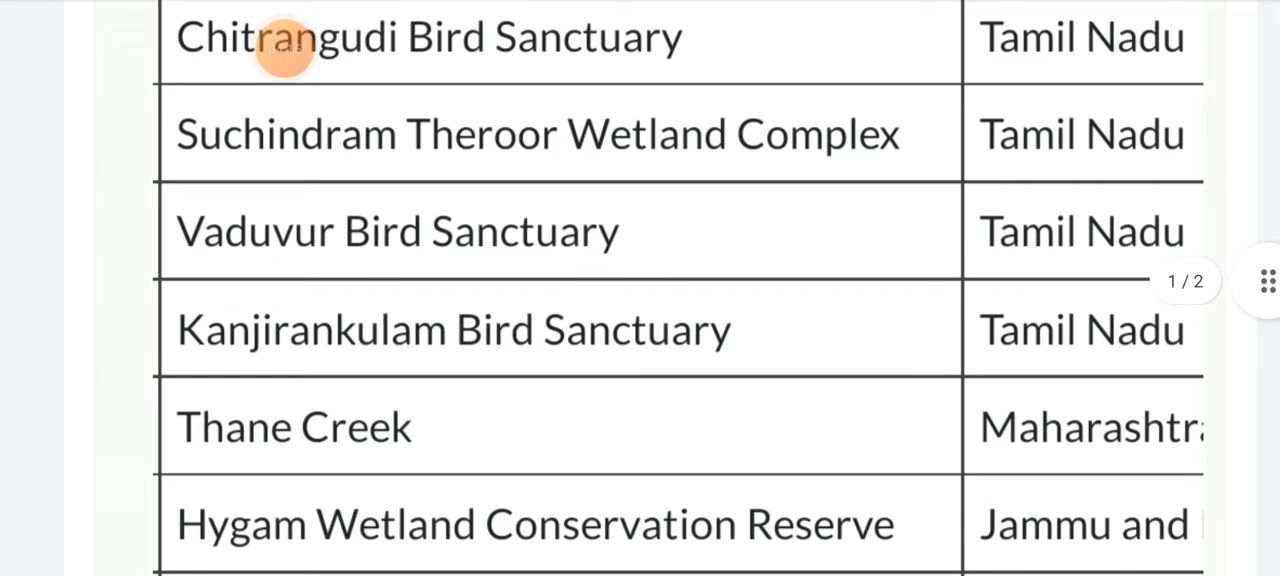 Chitrangudi Bird Sanctuary Tamil Nadu
Suchindram Theroor Wetland Complex Tamil Nadu
Vaduvur Bird Sanctuary Tamil Nadu
1 / 2
Kanjirankulam Bird Sanctuary Tamil Nadu
Thane Creek Maharashtra
Hygam Wetland Conservation Reserve Jammu and